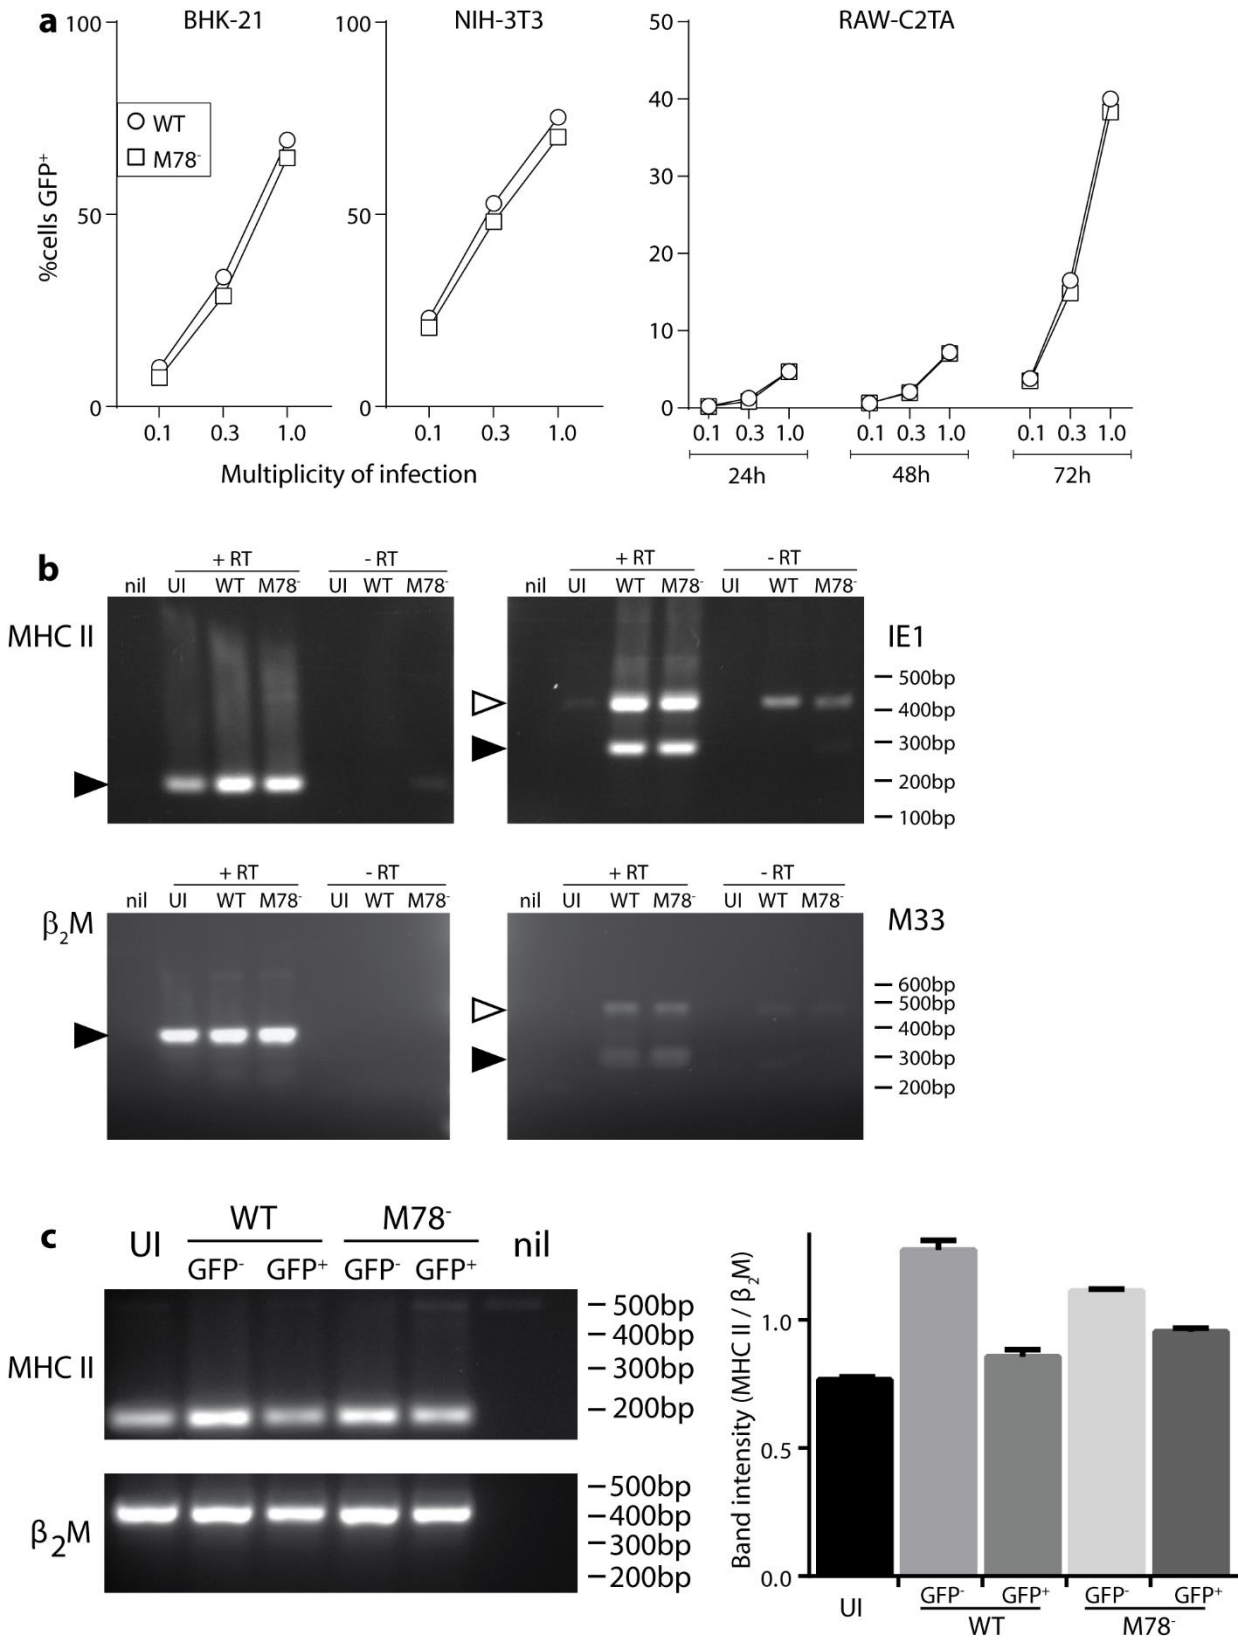 a BHK-21 NIH-3T3 RAW-C2TA
100 100 50
WT
M78-
40
30
50 50
20
10
0 0 0
%cells GFP+
0.1 0.3 1.0 0.1 0.3 1.0 0.1 0.3 1.0 0.1 0.3 1.0 0.1 0.3 1.0
Multiplicity of infection 24h 48h 72h
b + RT - RT + RT - RT
nil UI WT M78- UI WT M78- nil UI WT M78- UI WT M78-
MHC II IE1
500bp
400bp
300bp
200bp
100bp
+ RT - RT + RT - RT
nil UI WT M78- UI WT M78- nil UI WT M78- UI WT M78-
β2M M33
600bp
500bp
400bp
300bp
200bp
c UI WT M78- nil
GFP- GFP+ GFP- GFP+
MHC II
500bp
400bp
300bp
200bp
β2M
500bp
400bp
300bp
200bp
Band intensity (MHC II / β2M)
1.0
0.5
0.0
UI GFP- GFP+ GFP- GFP+
WT M78-